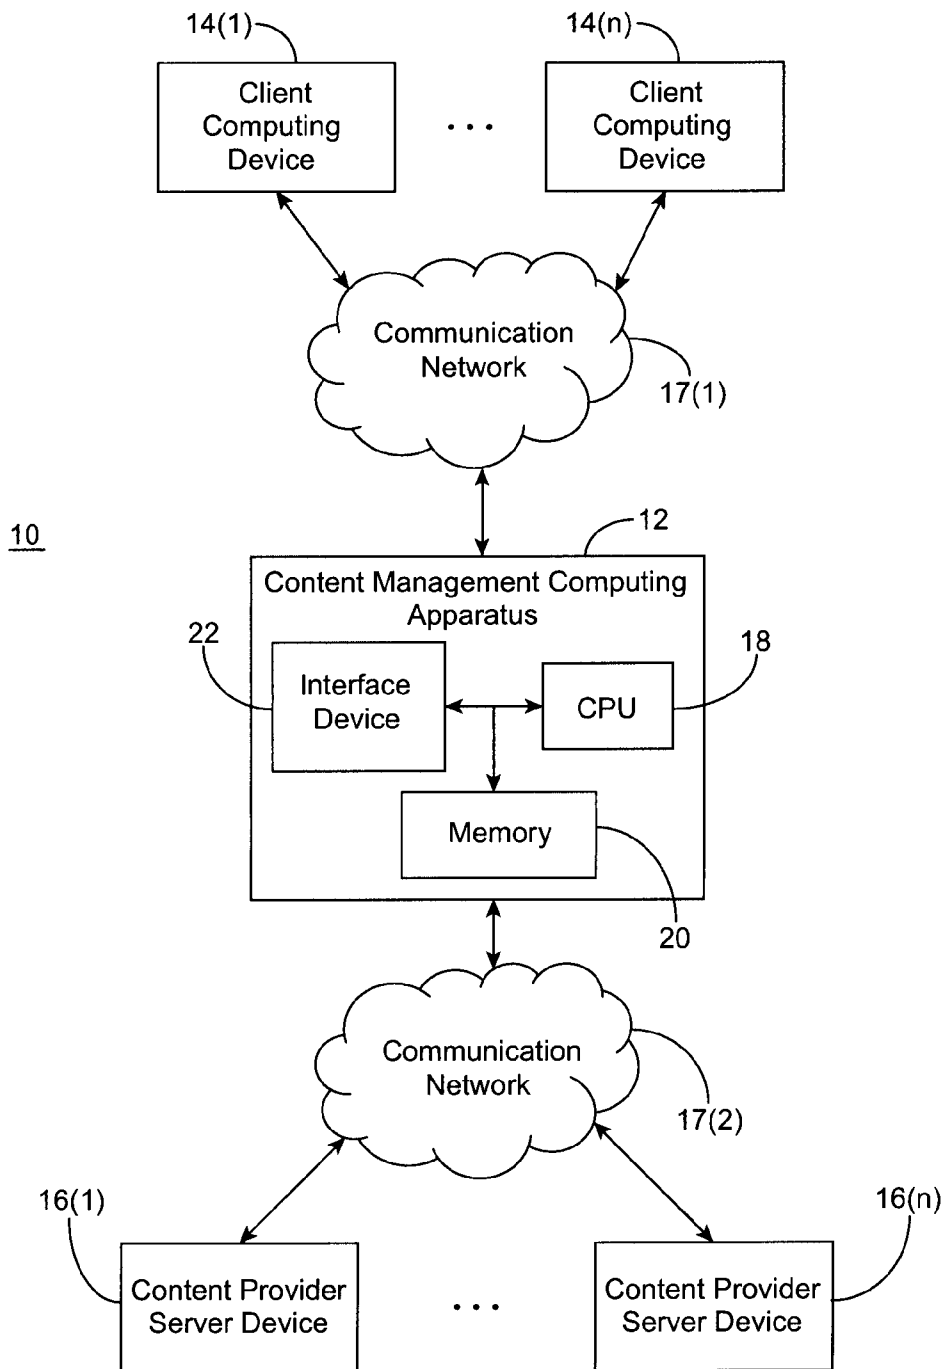 14(1)
14(n)
Client
Computing
Device
. . .
Client
Computing
Device
Communication
Network
17(1)
10
12
Content Management Computing
Apparatus
22
18
Interface
Device
CPU
Memory
20
Communication
Network
17(2)
16(1)
16(n)
Content Provider
Server Device
. . .
Content Provider
Server Device